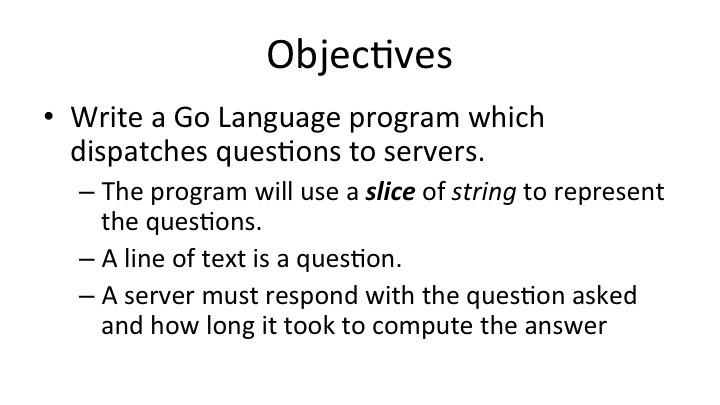 Objectives
• Write a Go Language program which
dispatches questions to servers.
– The program will use a slice of string to represent
the questions.
– A line of text is a question.
– A server must respond with the question asked
and how long it took to compute the answer